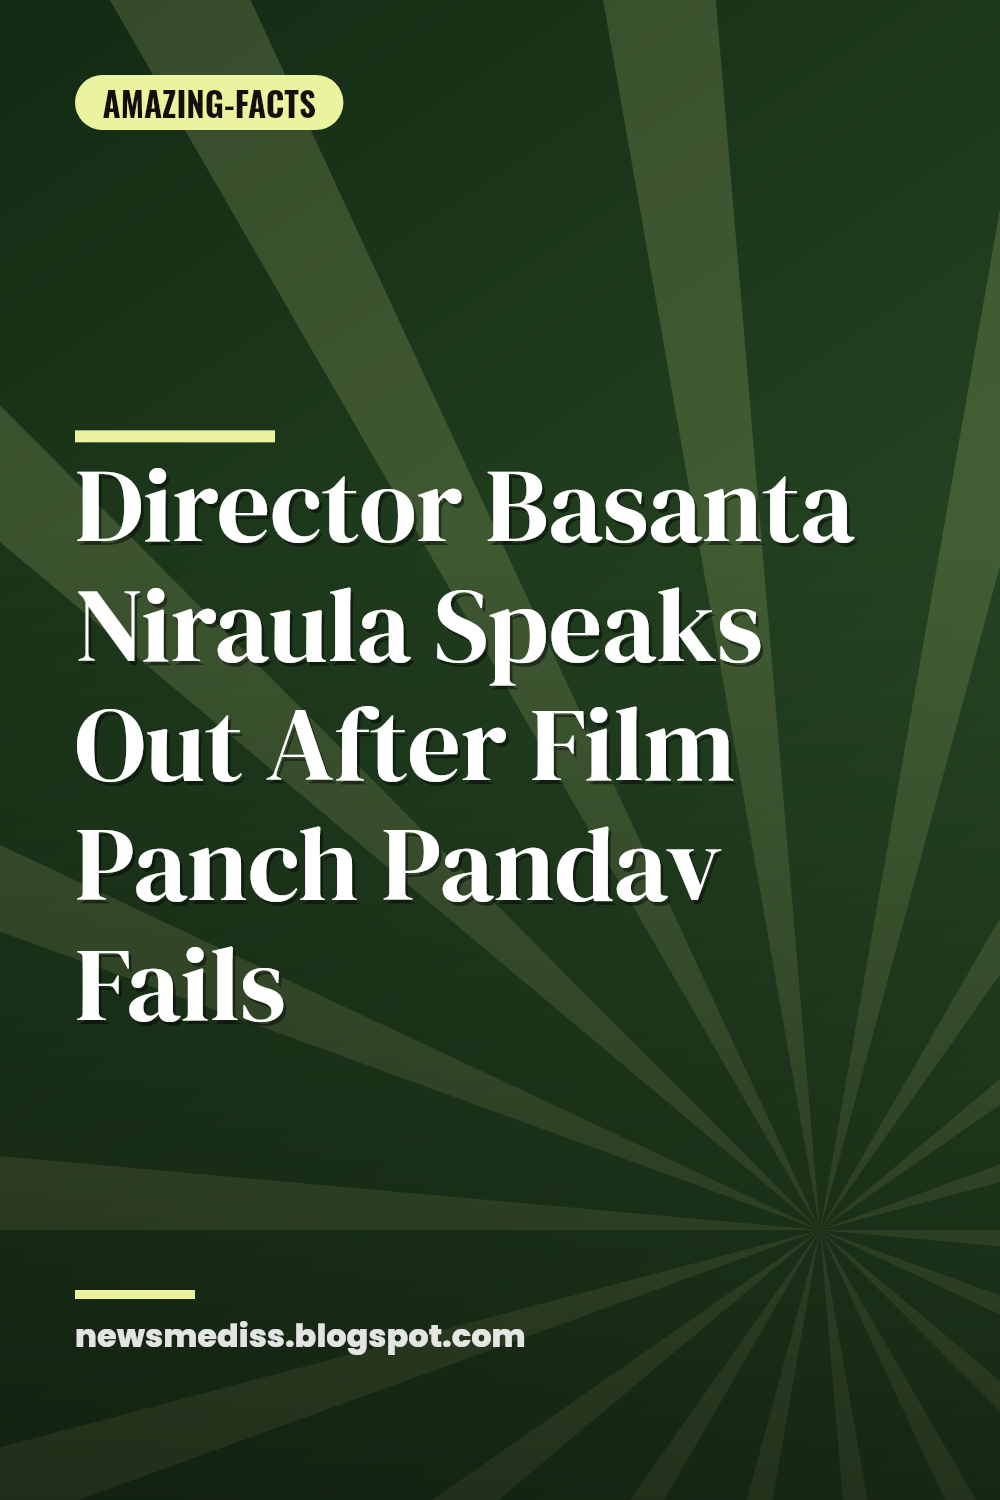 AMAZING-FACTS
Director Basanta
Niraula Speaks
Out After Film
Panch Pandav
Fails
newsmediss.blogspot.com